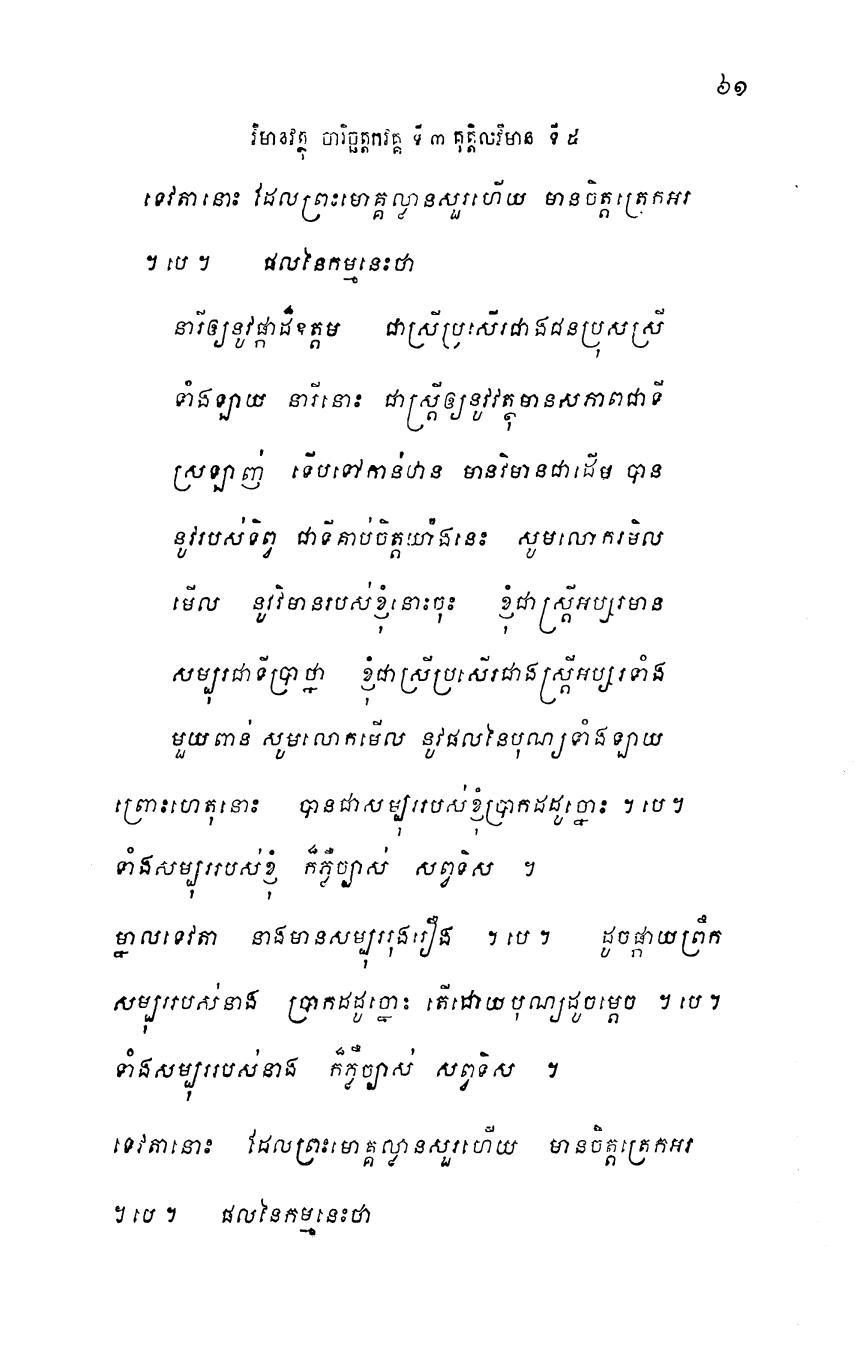 ៦១
វិមានវត្ថុ បារិច្ឆត្តកវគ្គ ទី ៣ គុត្តិលវិមាន ទី ៥
ទេវតានោះ ដែលព្រះមោគ្គល្លានសួរហើយ មានចិត្តត្រេកអរ
។ បេ ។ ផលនៃកម្មនេះថា
នារីឲ្យនូវផ្កាដ៏ឧត្តម ជាស្រីប្រសើរជាងជនប្រុសស្រី
ទាំងឡាយ នារីនោះ ជាស្ត្រីឲ្យនូវវត្ថុមានសភាពជាទី
ស្រឡាញ់ ទើបទៅកាន់ឋាន មានវិមានជាដើម បាន
នូវរបស់ទិព្វ ជាទីគាប់ចិត្តយ៉ាងនេះ សូមលោករមិល
មើល នូវវិមានរបស់ខ្ញុំនោះចុះ ខ្ញុំជាស្ត្រីអប្សរមាន
សម្បុរជាទីប្រាថ្នា ខ្ញុំជាស្រីប្រសើរជាងស្ត្រីអប្សរទាំង
មួយពាន់ សូមលោកមើល នូវផលនៃបុណ្យទាំងឡាយ
ព្រោះហេតុនោះ បានជាសម្បុររបស់ខ្ញុំប្រាកដដូច្នោះ ។ បេ។
ទាំងសម្បុររបស់ខ្ញុំ ក៏ភ្លឺច្បាស់ សព្វទិស ។
ម្នាលទេវតា នាងមានសម្បុររុងរឿង ។ បេ ។ ដូចផ្កាយព្រឹក
សម្បុររបស់នាង ប្រាកដដូច្នោះ តើដោយបុណ្យដូចម្តេច ។ បេ។
ទាំងសម្បុររបស់នាង ក៏ភ្លឺច្បាស់ សព្វទិស ។
ទេវតានោះ ដែលព្រះមោគ្គល្លានសួរហើយ មានចិត្តត្រេកអរ
។ បេ ។ ផលនៃកម្មនេះថា